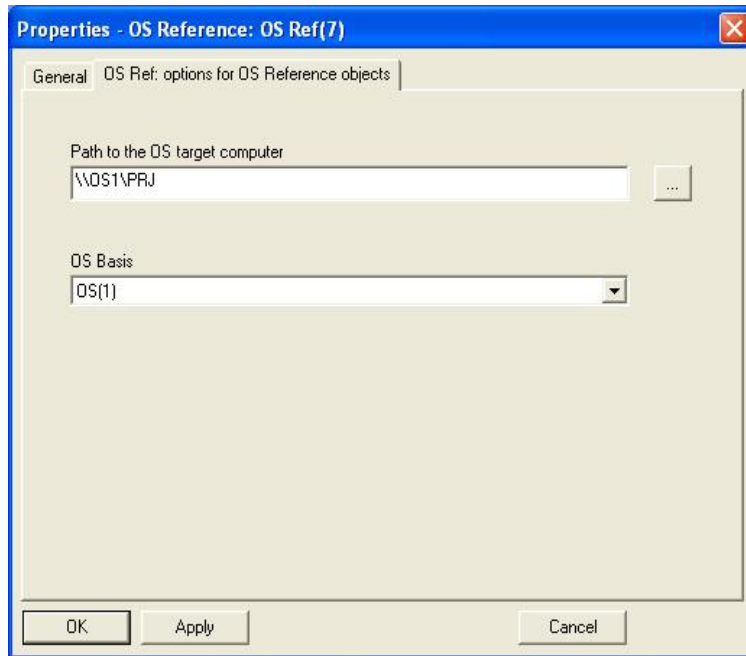 Properties - OS Reference: OS Ref(7)
General OS Ref: options for OS Reference objects
Path to the OS target computer
\\OS1\PRJ
...
OS Basis
OS(1)
OK Apply Cancel